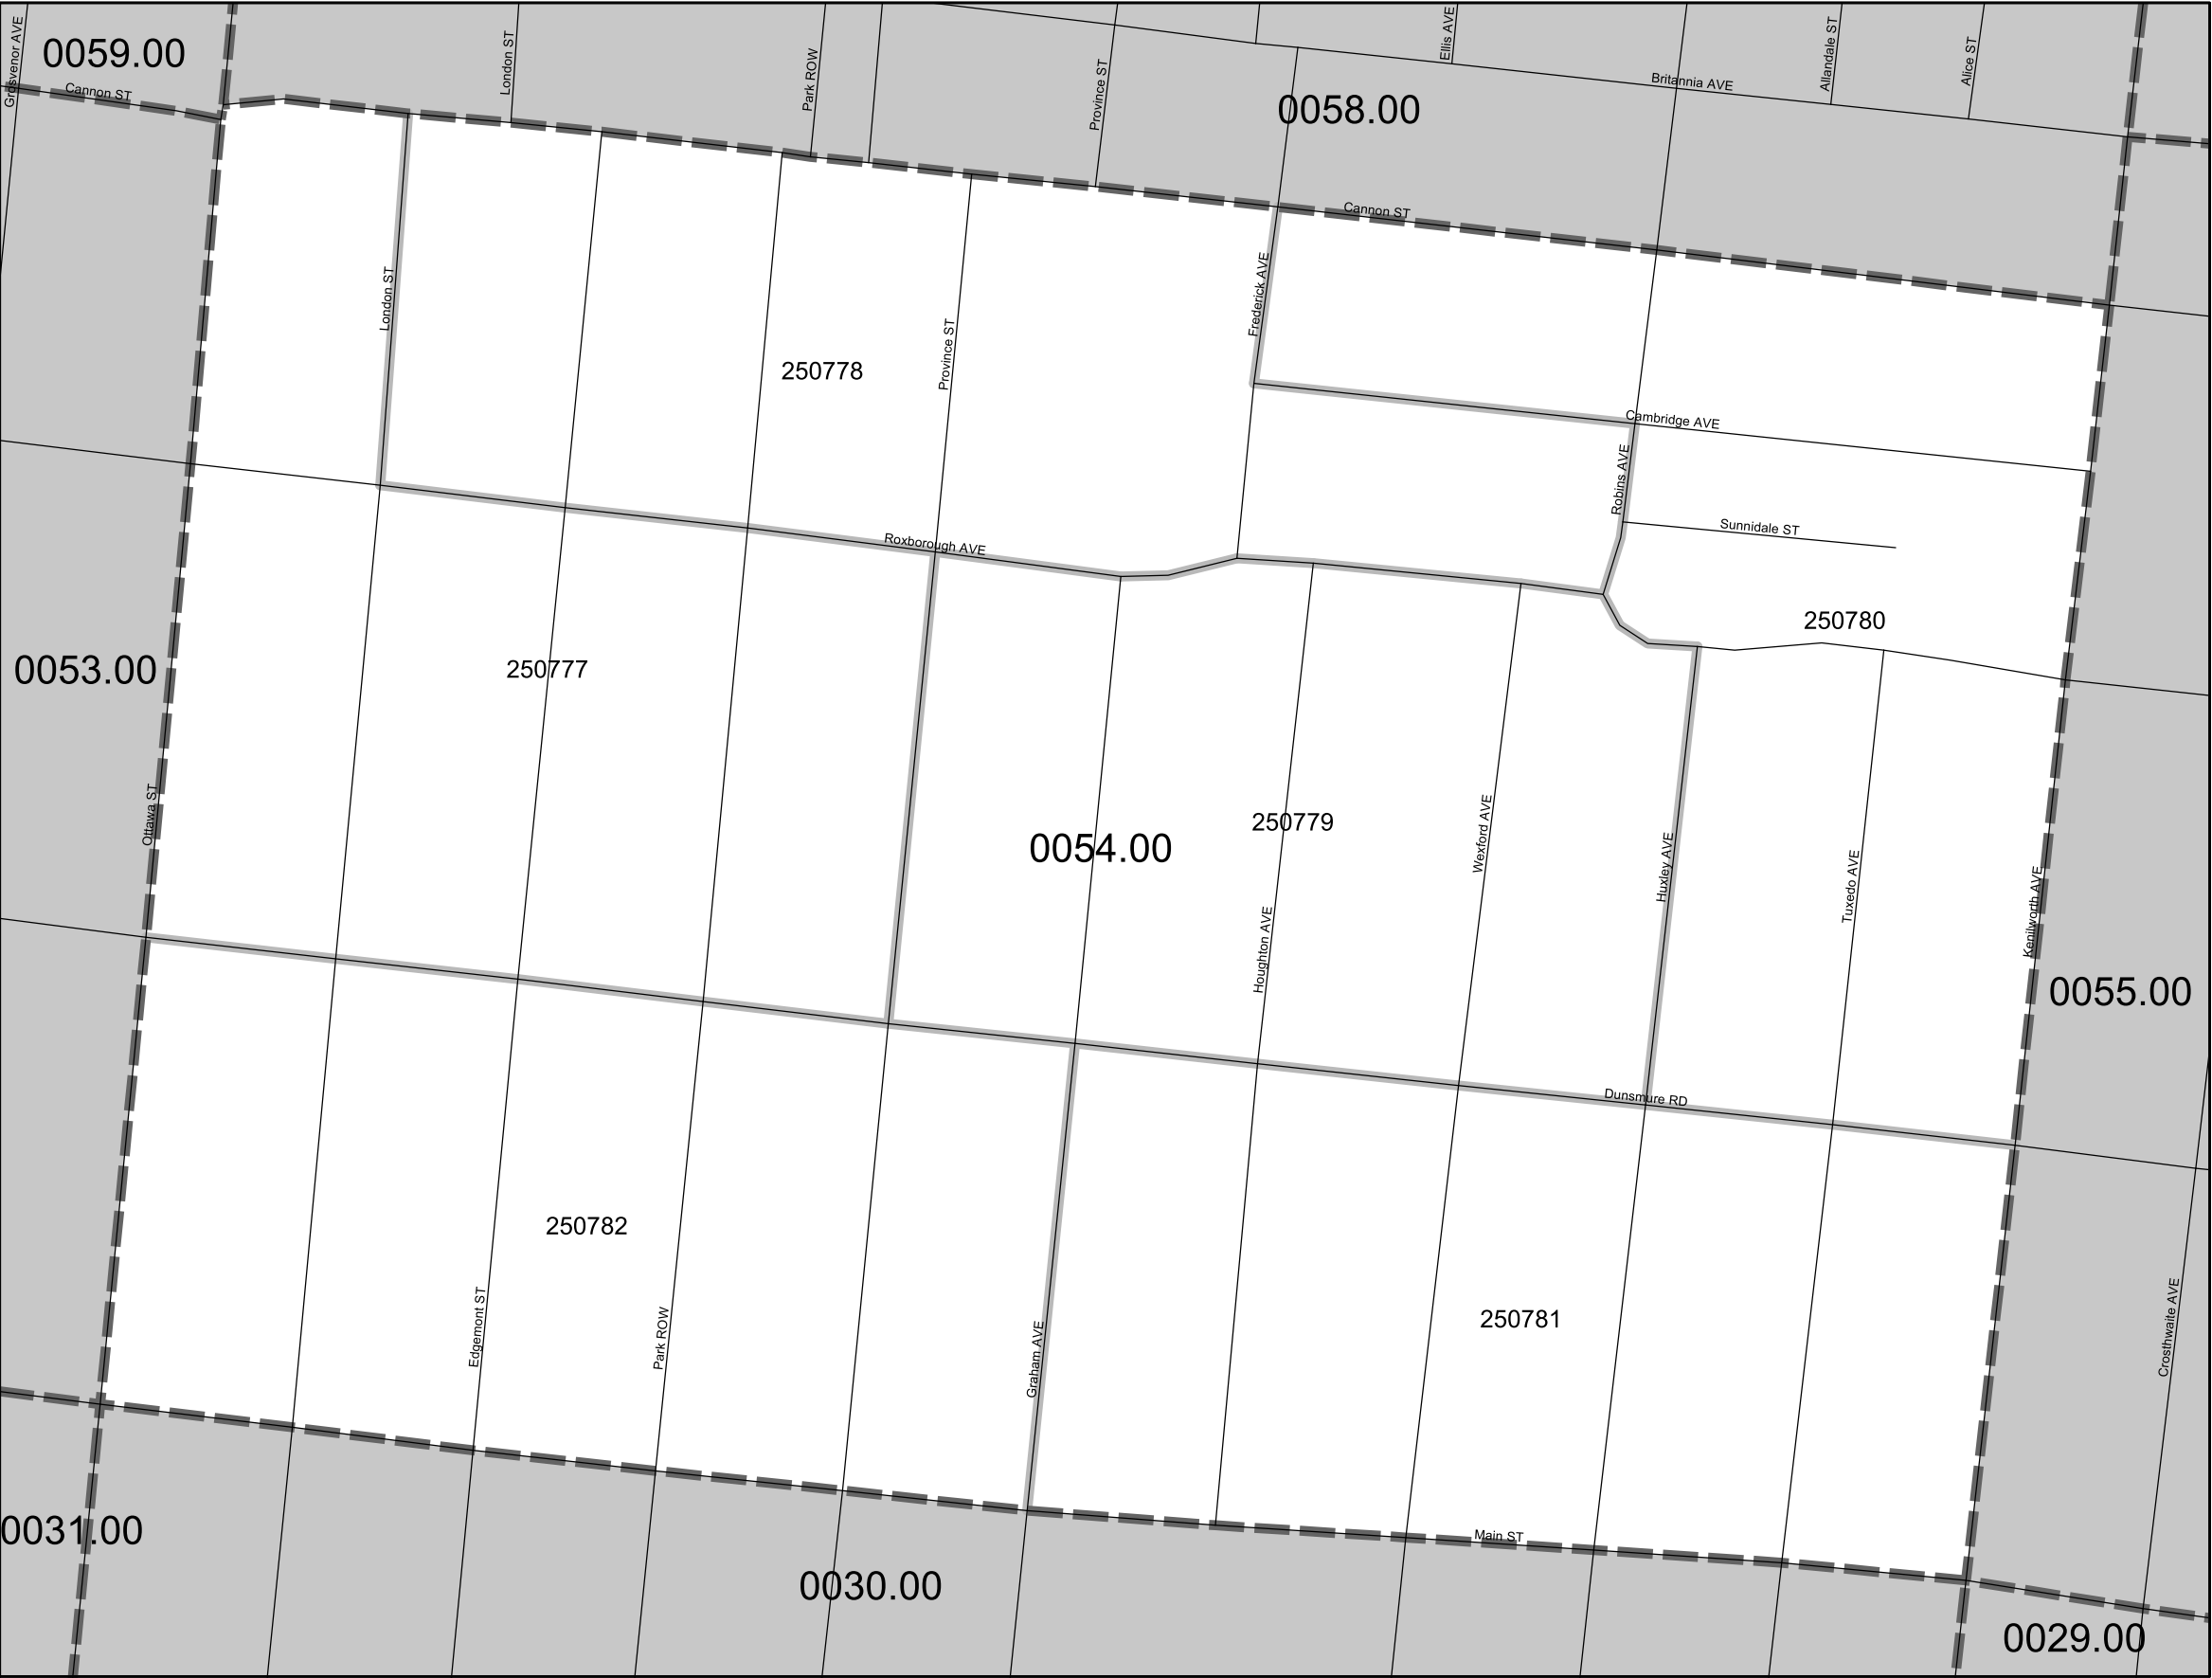 Grosvenor AVE
0059.00
Cannon ST
London ST
Park ROW
Province ST
Ellis AVE
Britannia AVE
Allandale ST
Alice ST
0058.00
Cannon ST
London ST
Frederick AVE
Province ST
250778
Cambridge AVE
Robins AVE
Sunnidale ST
Roxborough AVE
250780
0053.00
250777
Ottawa ST
0054.00
250779
Wexford AVE
Huxley AVE
Tuxedo AVE
Kenilworth AVE
Houghton AVE
0055.00
Dunsmure RD
250782
Edgemont ST
Park ROW
Graham AVE
250781
Crosthwaite AVE
0031.00
Main ST
0030.00
0029.00